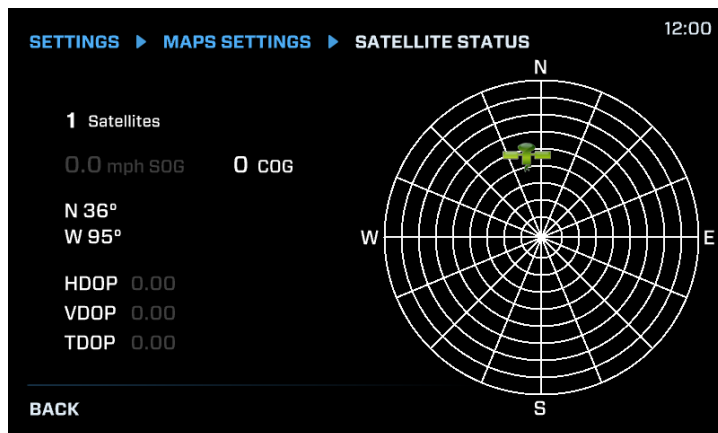 12:00
SETTINGS ▶ MAPS SETTINGS ▶ SATELLITE STATUS
1 Satellites
0.0 mph SOG 0 COG
N 36°
W 95°
HDOP 0.00
VDOP 0.00
TDOP 0.00
N
W
E
S
BACK